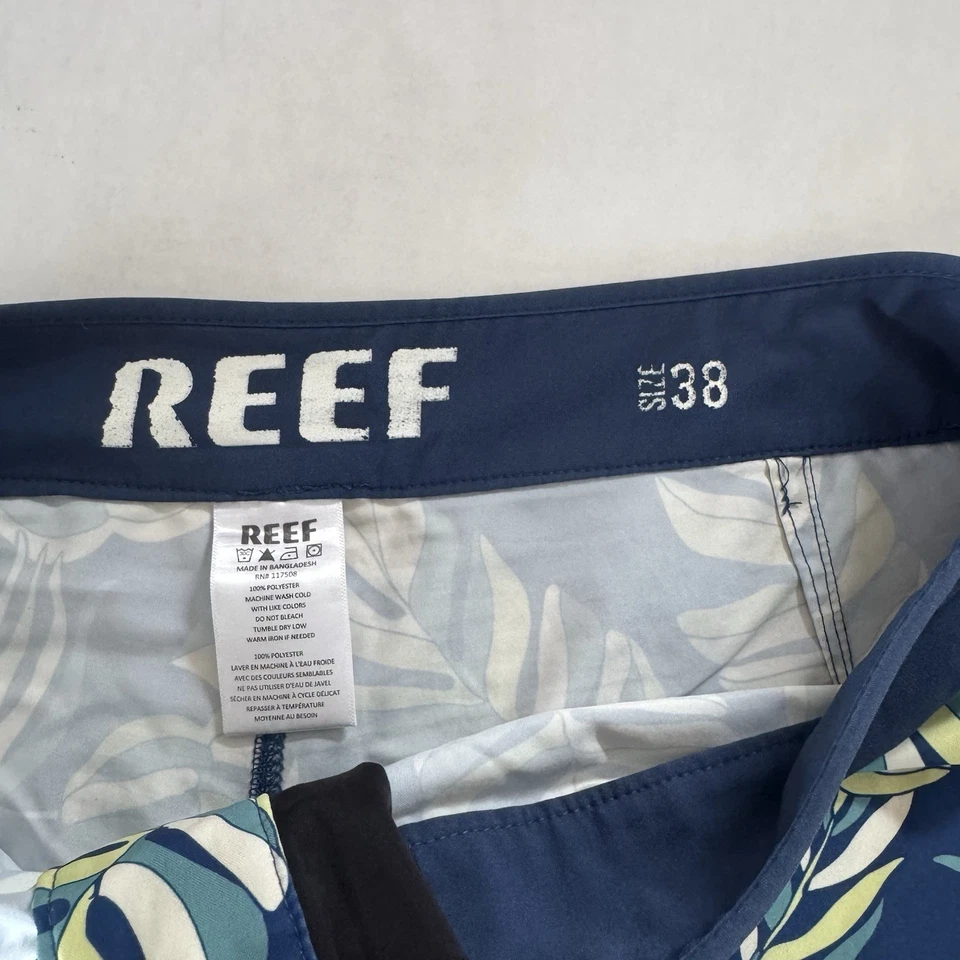 REEF
SIZE 38
REEF
MADE IN BANGLADESH
RN# 117508
100% POLYESTER
MACHINE WASH COLD
WITH LIKE COLORS
DO NOT BLEACH
TUMBLE DRY LOW
WARM IRON IF NEEDED
100% POLYESTER
LAVER EN MACHINE À L'EAU FROIDE
AVEC DES COULEURS SEMBLABLES
NE PAS UTILISER D'EAU DE JAVEL
SÉCHER EN MACHINE À CYCLE DÉLICAT
REPASSER À TEMPÉRATURE
MOYENNE AU BESOIN